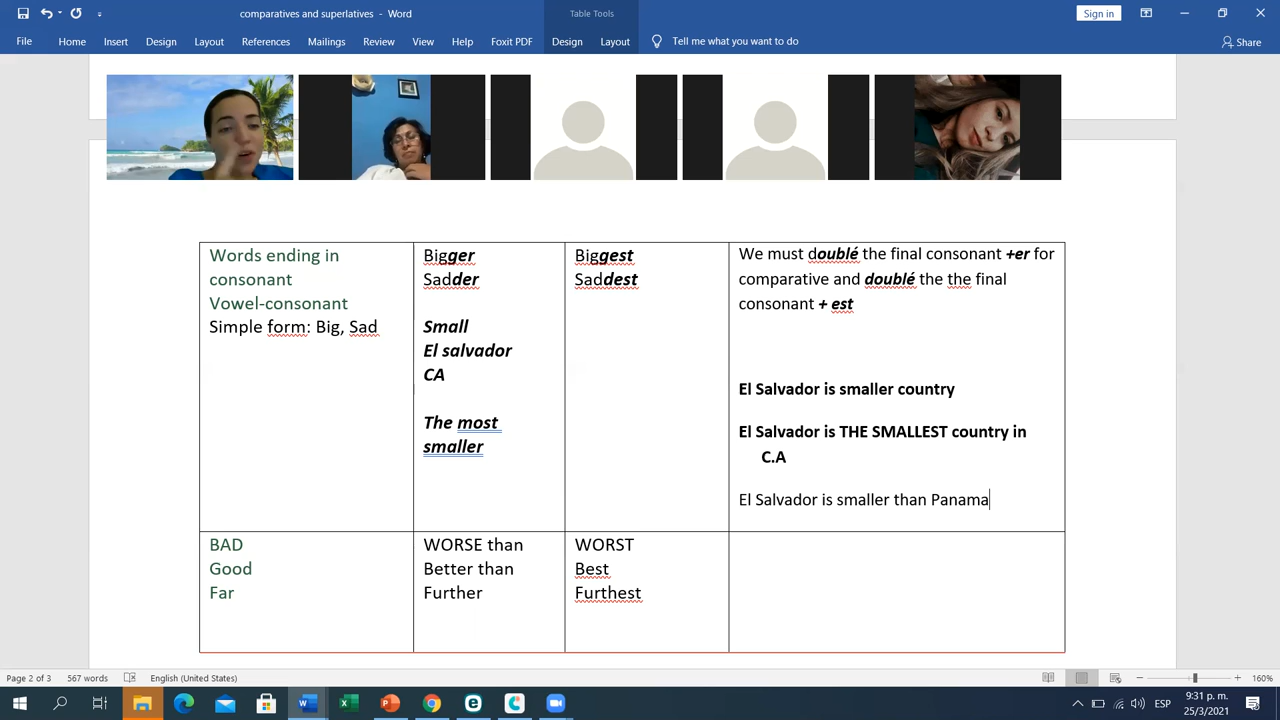 comparatives and superlatives - Word
Table Tools
Sign in
File Home Insert Design Layout References Mailings Review View Help Foxit PDF Design Layout Tell me what you want to do Share
Words ending in
consonant
Vowel-consonant
Simple form: Big, Sad
Bigger
Sadder
Small
El salvador
CA
The most
smaller
Biggest
Saddest
We must doublé the final consonant +er for
comparative and doublé the the final
consonant + est
El Salvador is smaller country
El Salvador is THE SMALLEST country in
C.A
El Salvador is smaller than Panama
BAD
Good
Far
WORSE than
Better than
Further
WORST
Best
Furthest
Page 2 of 3 567 words English (United States) 160%
9:31 p. m.
ESP
25/3/2021